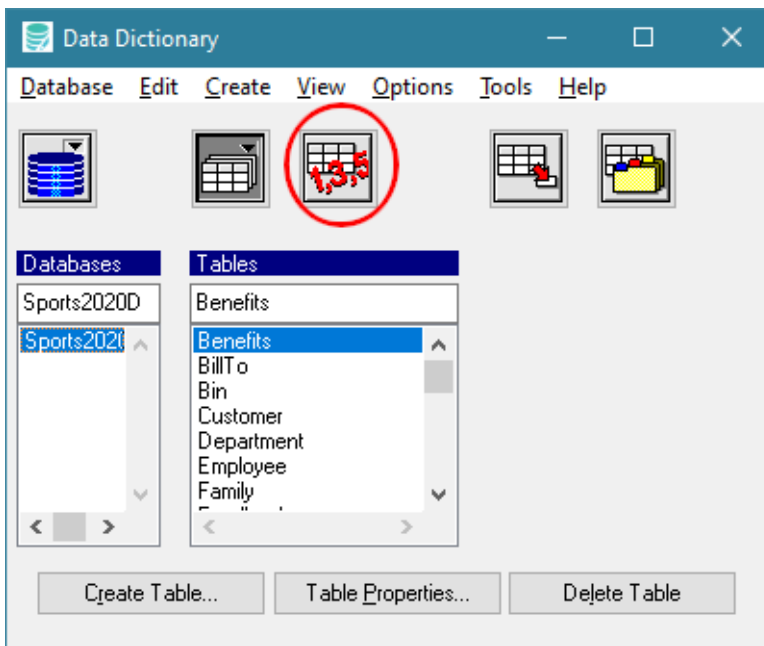 Data Dictionary
Database Edit Create View Options Tools Help
1,3,5
Databases
Tables
Sports2020D
Benefits
Sports202
Benefits
BillTo
Bin
Customer
Department
Employee
Family
Create Table...
Table Properties...
Delete Table